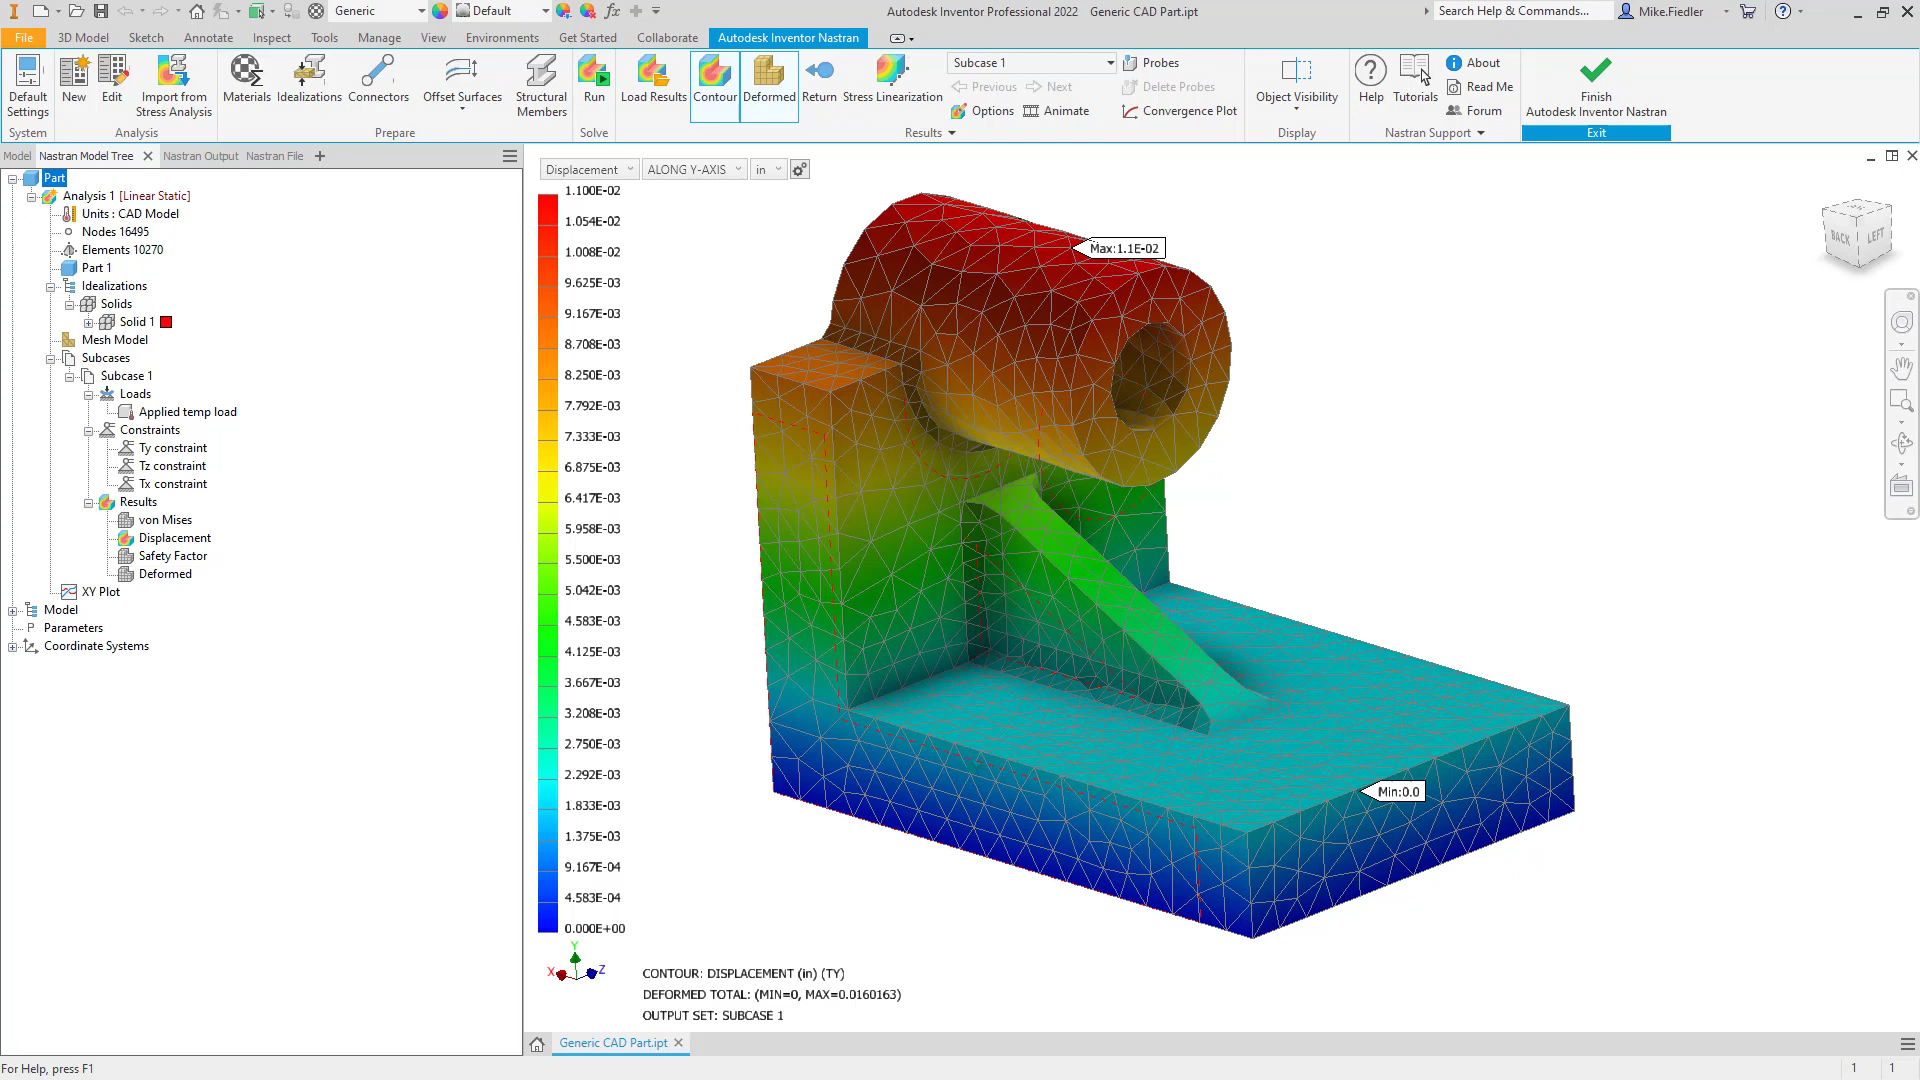 Generic
Default
Autodesk Inventor Professional 2022 Generic CAD Part.ipt
Search Help & Commands...
Mike.Fiedler
File
3D Model
Sketch
Annotate
Inspect
Tools
Manage
View
Environments
Get Started
Collaborate
Autodesk Inventor Nastran
Default Settings
System
New
Edit
Import from Stress Analysis
Analysis
Materials
Idealizations
Connectors
Offset Surfaces
Structural Members
Prepare
Run
Solve
Load Results
Contour
Deformed
Return
Stress Linearization
Subcase 1
Previous
Next
Options
Animate
Probes
Delete Probes
Convergence Plot
Results
Object Visibility
Display
Help
Tutorials
About
Read Me
Forum
Nastran Support
Finish
Autodesk Inventor Nastran
Exit
Model
Nastran Model Tree
Nastran Output
Nastran File
Part
Analysis 1 [Linear Static]
Units : CAD Model
Nodes 16495
Elements 10270
Part 1
Idealizations
Solids
Solid 1
Mesh Model
Subcases
Subcase 1
Loads
Applied temp load
Constraints
Ty constraint
Tz constraint
Tx constraint
Results
von Mises
Displacement
Safety Factor
Deformed
XY Plot
Model
Parameters
Coordinate Systems
Displacement
ALONG Y-AXIS
in
1.100E-02
1.054E-02
1.008E-02
9.625E-03
9.167E-03
8.708E-03
8.250E-03
7.792E-03
7.333E-03
6.875E-03
6.417E-03
5.958E-03
5.500E-03
5.042E-03
4.583E-03
4.125E-03
3.667E-03
3.208E-03
2.750E-03
2.292E-03
1.833E-03
1.375E-03
9.167E-04
4.583E-04
0.000E+00
Max:1.1E-02
Min:0.0
BACK
LEFT
Y
X
Z
CONTOUR: DISPLACEMENT (in) (TY)
DEFORMED TOTAL: (MIN=0, MAX=0.0160163)
OUTPUT SET: SUBCASE 1
Generic CAD Part.ipt
For Help, press F1
1
1